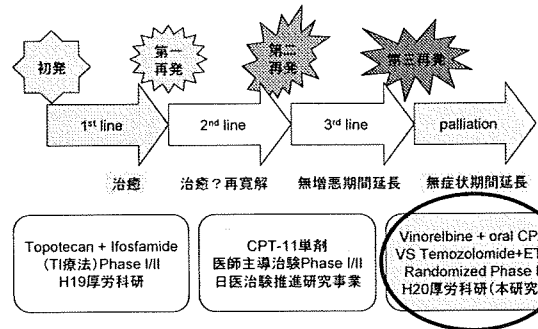 初発
第一
再発
第二
再発
第三再発
1st line
2nd line
3rd line
palliation
治癒
治癒？再寛解
無増悪期間延長
無症状期間延長
Topotecan + Ifosfamide
（TI療法）Phase I/II
H19厚労科研
CPT-11単剤
医師主導治験Phase I/II
日医治験推進研究事業
Vinorelbine + oral CP
VS Temozolomide+ET
Randomized Phase I
H20厚労科研（本研究